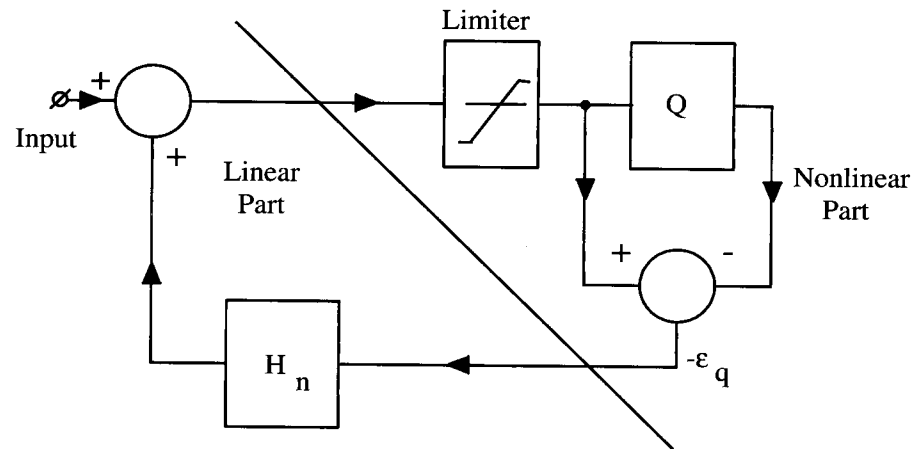 Limiter
+
Input
+
Linear
Part
Q
Nonlinear
Part
+ -
H n
-ε q